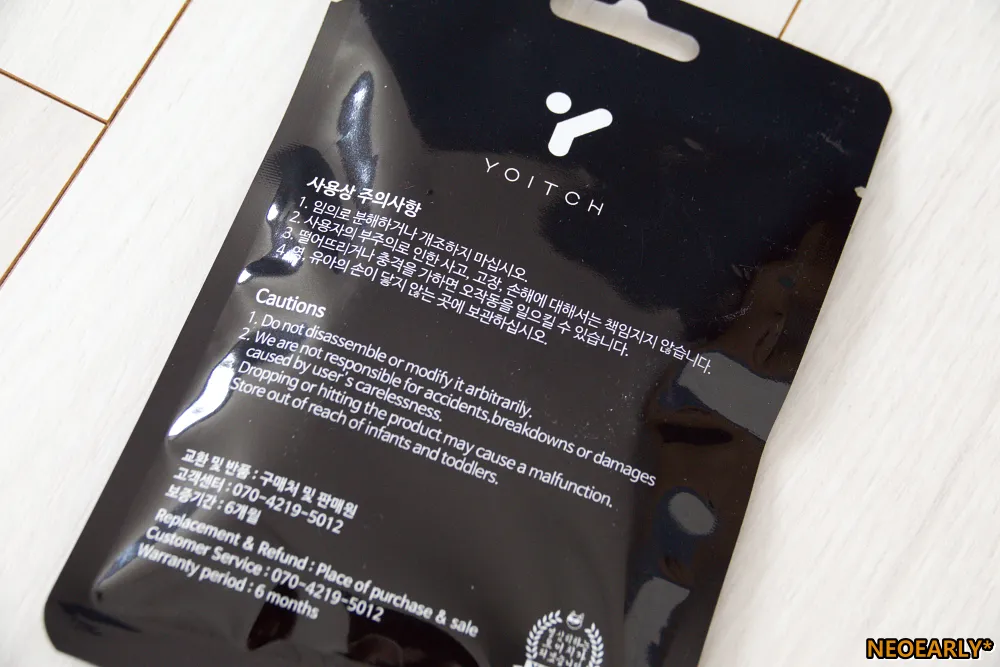 YOITCH
사용상 주의사항
1. 임의로 분해하거나 개조하지 마십시오.
2. 사용자의 부주의로 인한 사고, 고장, 손해에 대해서는 책임지지 않습니다.
3. 떨어뜨리거나 충격을 가하면 오작동을 일으킬 수 있습니다.
4. 영, 유아의 손이 닿지 않는 곳에 보관하십시오.
Cautions
1. Do not disassemble or modify it arbitrarily.
2. We are not responsible for accidents,breakdowns or damages
caused by user's carelessness.
Dropping or hitting the product may cause a malfunction.
Store out of reach of infants and toddlers.
교환 및 반품 : 구매처 및 판매원
고객센터 : 070-4219-5012
보증기간 : 6개월
Replacement & Refund : Place of purchase & sale
Customer Service : 070-4219-5012
Warranty period : 6 months
NEOEARLY*